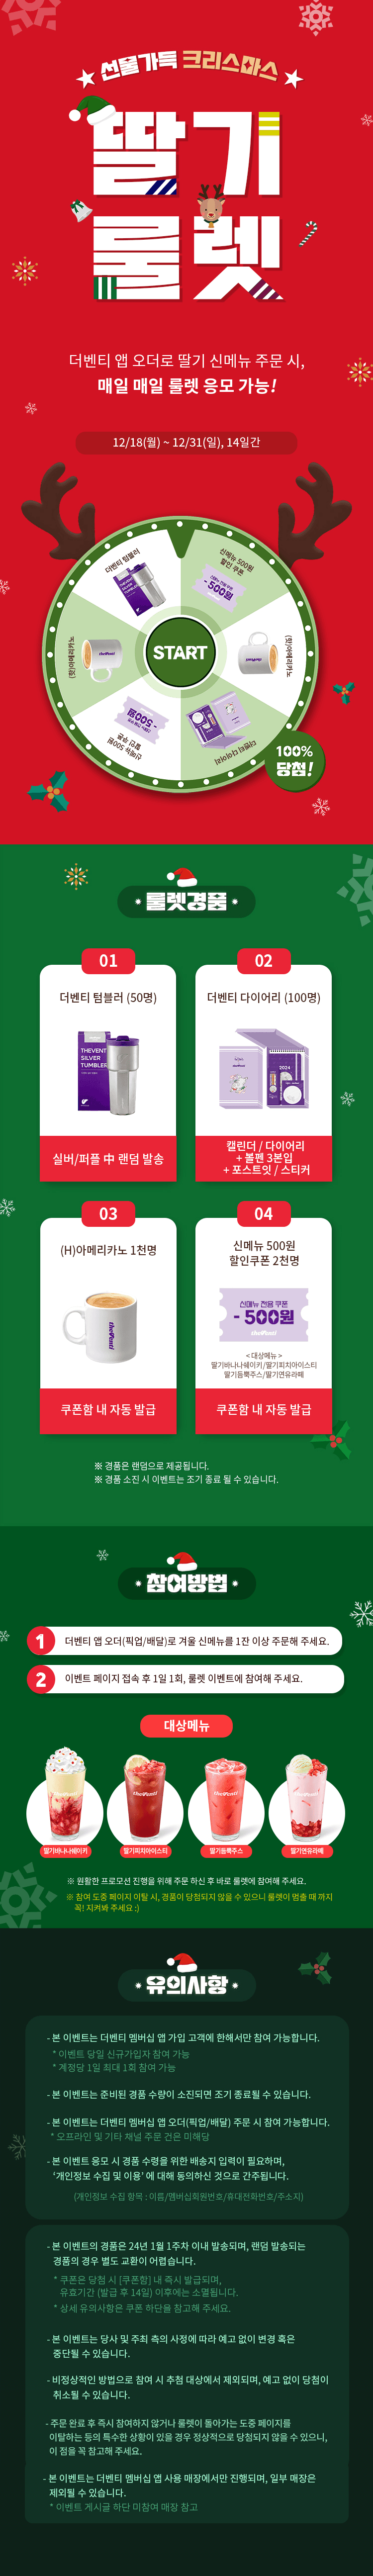 선물가득 크리스마스
딸기
룰렛
더벤티 앱 오더로 딸기 신메뉴 주문 시,
매일 매일 룰렛 응모 가능!
12/18(월) ~ 12/31(일), 14일간
더벤티 텀블러
신메뉴 500원
할인 쿠폰
신메뉴 전용 쿠폰
- 500원
(핫)아메리카노
theVenti
START
(핫)아메리카노
theVenti
신메뉴 500원
할인 쿠폰
- 500원
더벤티 다이어리
100%
당첨!
룰렛경품
01
더벤티 텀블러 (50명)
THEVENTI
SILVER
TUMBLER
실버/퍼플 中 랜덤 발송
02
더벤티 다이어리 (100명)
2024
캘린더 / 다이어리
+ 볼펜 3본입
+ 포스트잇 / 스티커
03
(H)아메리카노 1천명
theVenti
쿠폰함 내 자동 발급
04
신메뉴 500원
할인쿠폰 2천명
신메뉴 전용 쿠폰
- 500원
theVenti
< 대상메뉴 >
딸기바나나쉐이키/딸기피치아이스티
딸기듬뿍주스/딸기연유라떼
쿠폰함 내 자동 발급
※ 경품은 랜덤으로 제공됩니다.
※ 경품 소진 시 이벤트는 조기 종료 될 수 있습니다.
참여방법
1 더벤티 앱 오더(픽업/배달)로 겨울 신메뉴를 1잔 이상 주문해 주세요.
2 이벤트 페이지 접속 후 1일 1회, 룰렛 이벤트에 참여해 주세요.
대상메뉴
theVenti theVenti theVenti theVenti
딸기바나나쉐이키 딸기피치아이스티 딸기듬뿍주스 딸기연유라떼
※ 원활한 프로모션 진행을 위해 주문 하신 후 바로 룰렛에 참여해 주세요.
※ 참여 도중 페이지 이탈 시, 경품이 당첨되지 않을 수 있으니 룰렛이 멈출 때 까지
꼭! 지켜봐 주세요 :)
유의사항
- 본 이벤트는 더벤티 멤버십 앱 가입 고객에 한해서만 참여 가능합니다.
* 이벤트 당일 신규가입자 참여 가능
* 계정당 1일 최대 1회 참여 가능
- 본 이벤트는 준비된 경품 수량이 소진되면 조기 종료될 수 있습니다.
- 본 이벤트는 더벤티 멤버십 앱 오더(픽업/배달) 주문 시 참여 가능합니다.
* 오프라인 및 기타 채널 주문 건은 미해당
- 본 이벤트 응모 시 경품 수령을 위한 배송지 입력이 필요하며,
'개인정보 수집 및 이용' 에 대해 동의하신 것으로 간주됩니다.
(개인정보 수집 항목 : 이름/멤버십회원번호/휴대전화번호/주소지)
- 본 이벤트의 경품은 24년 1월 1주차 이내 발송되며, 랜덤 발송되는
경품의 경우 별도 교환이 어렵습니다.
* 쿠폰은 당첨 시 [쿠폰함] 내 즉시 발급되며,
유효기간 (발급 후 14일) 이후에는 소멸됩니다.
* 상세 유의사항은 쿠폰 하단을 참고해 주세요.
- 본 이벤트는 당사 및 주최 측의 사정에 따라 예고 없이 변경 혹은
중단될 수 있습니다.
- 비정상적인 방법으로 참여 시 추첨 대상에서 제외되며, 예고 없이 당첨이
취소될 수 있습니다.
- 주문 완료 후 즉시 참여하지 않거나 룰렛이 돌아가는 도중 페이지를
이탈하는 등의 특수한 상황이 있을 경우 정상적으로 당첨되지 않을 수 있으니,
이 점을 꼭 참고해 주세요.
- 본 이벤트는 더벤티 멤버십 앱 사용 매장에서만 진행되며, 일부 매장은
제외될 수 있습니다.
* 이벤트 게시글 하단 미참여 매장 참고